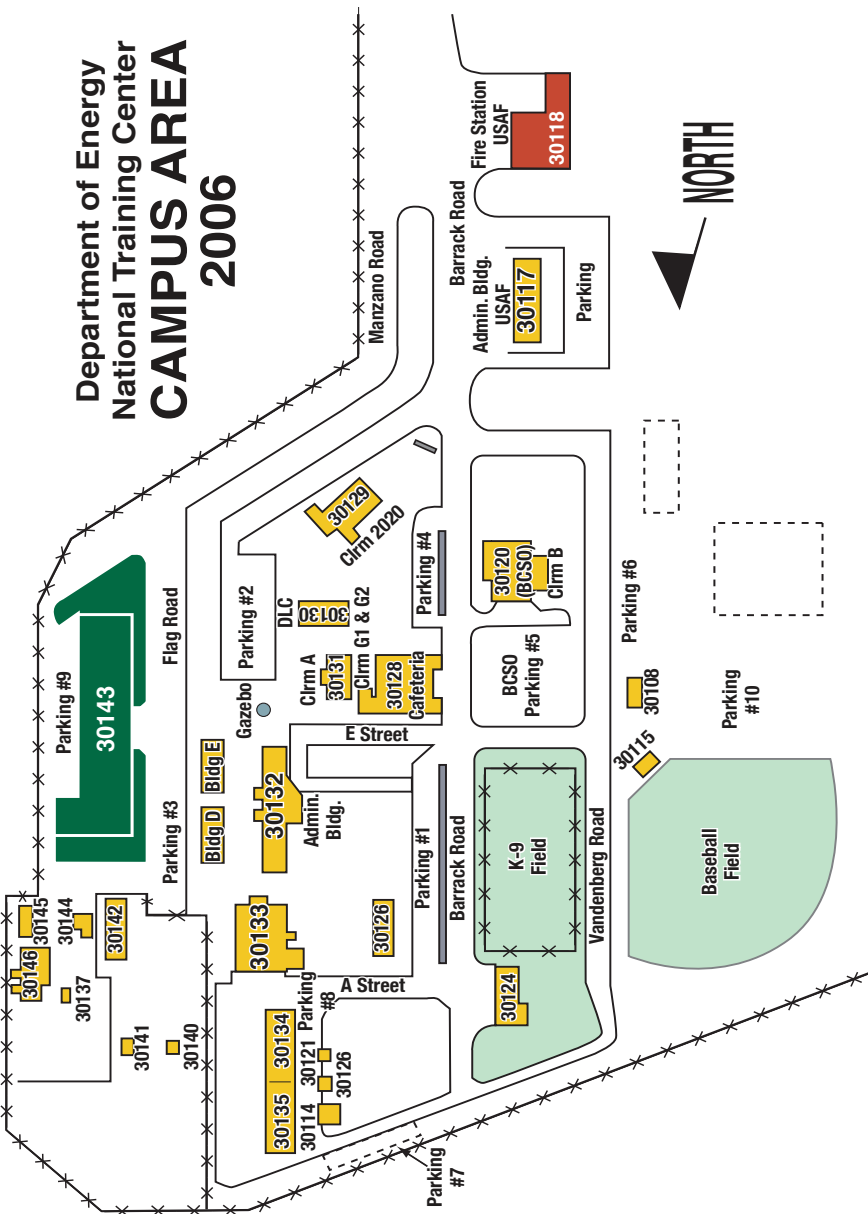 Department of Energy
National Training Center
CAMPUS AREA
2006
Manzano Road
Fire Station
USAF
30118
Barrack Road
Admin. Bldg.
USAF
30117
Parking
NORTH
Parking #9
30143
Flag Road
Parking #3
Parking #2
Gazebo
DLC
30130
Clrm G1 & G2
30129
Clrm 2020
Clrm A
30131
30128
Cafeteria
Parking #4
30120
(BCSO)
Clrm B
BCSO
Parking #5
Parking #6
30108
Parking
#10
30115
E Street
Bldg E
Bldg D
30132
Admin.
Bldg.
Parking #1
Barrack Road
K-9
Field
Vandenberg Road
Baseball
Field
30145
30144
30142
30146
30137
30141
30140
30133
30126
A Street
Parking
#8
30134
30135
30121
30126
30114
30124
Parking
#7